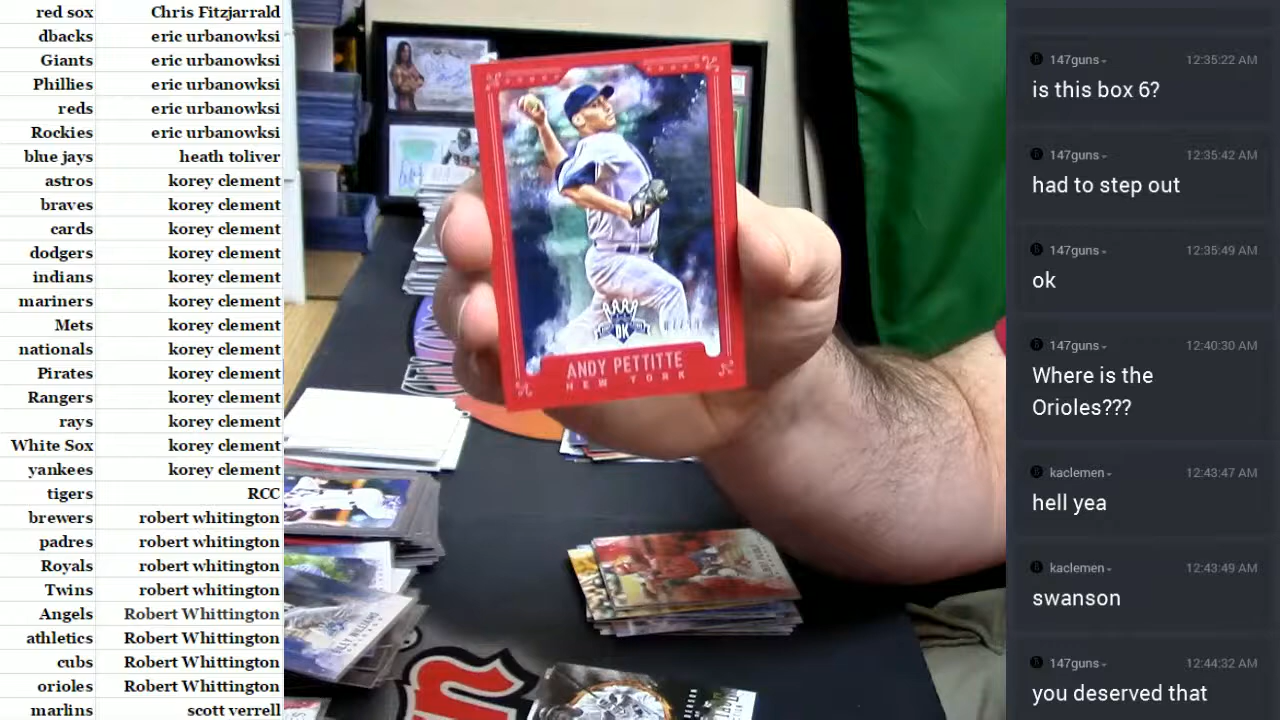 red sox Chris Fitzjarrald
dbacks eric urbanowksi
Giants eric urbanowksi
Phillies eric urbanowksi
reds eric urbanowksi
Rockies eric urbanowksi
blue jays heath toliver
astros korey clement
braves korey clement
cards korey clement
dodgers korey clement
indians korey clement
mariners korey clement
Mets korey clement
nationals korey clement
Pirates korey clement
Rangers korey clement
rays korey clement
White Sox korey clement
yankees korey clement
tigers RCC
brewers robert whitington
padres robert whitington
Royals robert whitington
Twins robert whitington
Angels Robert Whittington
athletics Robert Whittington
cubs Robert Whittington
orioles Robert Whittington
marlins scott verrell
DK
ANDY PETTITTE
NEW YORK
147guns 12:35:22 AM
is this box 6?
147guns 12:35:42 AM
had to step out
147guns 12:35:49 AM
ok
147guns 12:40:30 AM
Where is the
Orioles???
kaclemen 12:43:47 AM
hell yea
kaclemen 12:43:49 AM
swanson
147guns 12:44:32 AM
you deserved that